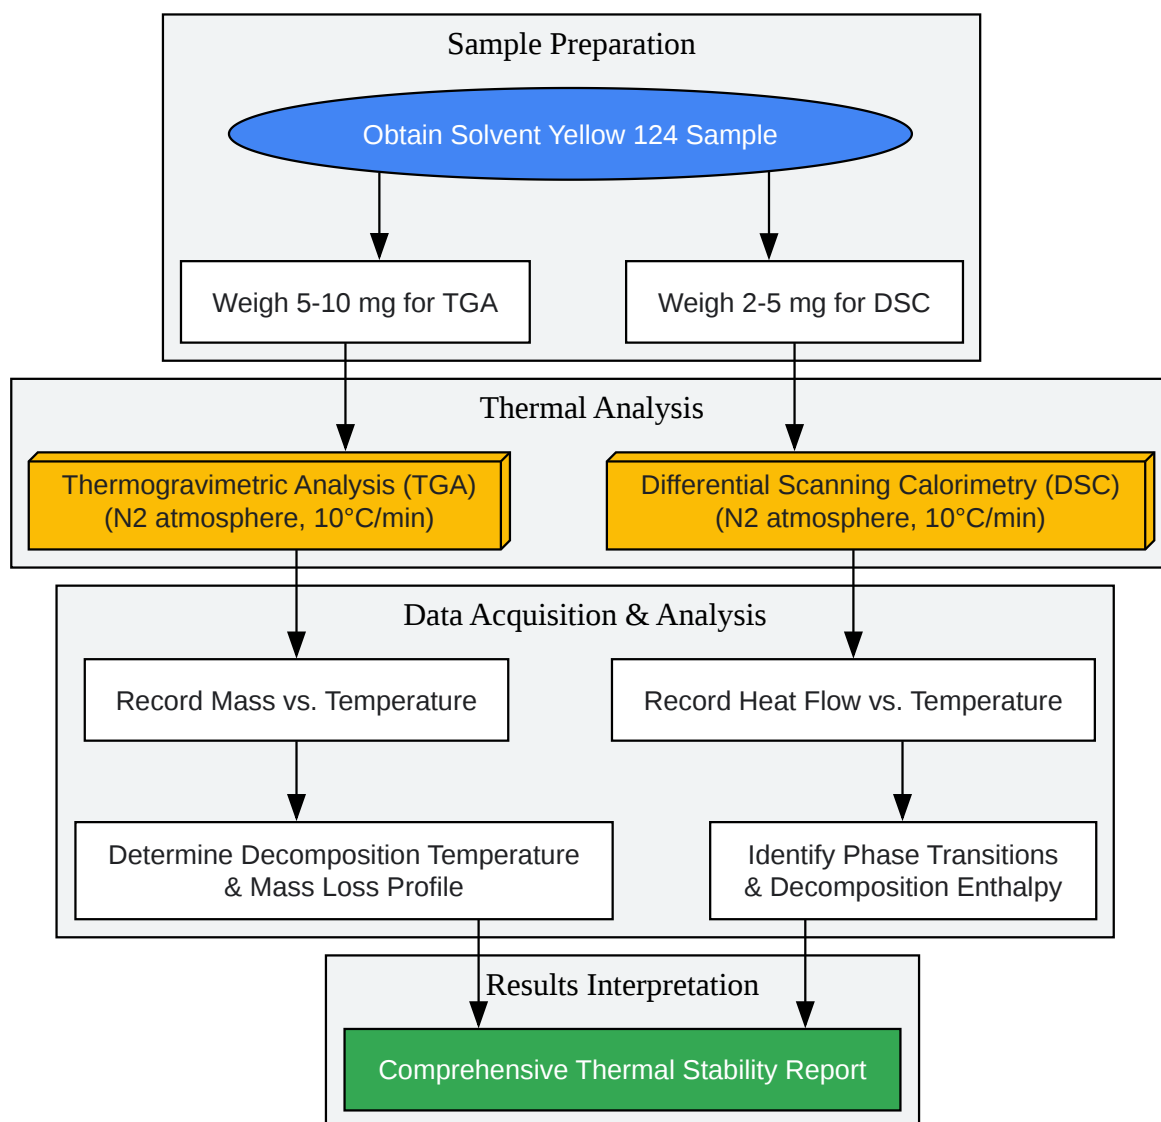 Sample Preparation
Obtain Solvent Yellow 124 Sample
Weigh 5-10 mg for TGA
Weigh 2-5 mg for DSC
Thermal Analysis
Thermogravimetric Analysis (TGA)
(N2 atmosphere, 10°C/min)
Differential Scanning Calorimetry (DSC)
(N2 atmosphere, 10°C/min)
Data Acquisition & Analysis
Record Mass vs. Temperature
Record Heat Flow vs. Temperature
Determine Decomposition Temperature
& Mass Loss Profile
Identify Phase Transitions
& Decomposition Enthalpy
Results Interpretation
Comprehensive Thermal Stability Report